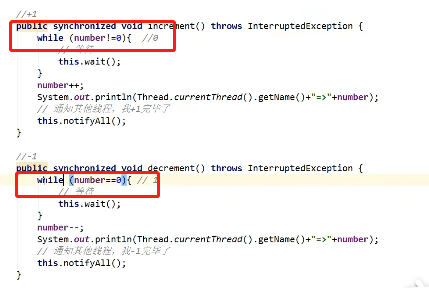 //+1
public synchronized void increment() throws InterruptedException {
while (number!=0){ //0
// 等待
this.wait();
}
number++;
System.out.println(Thread.currentThread().getName()+"=>"+number);
// 通知其他线程，我+1完毕了
this.notifyAll();
}
//-1
public synchronized void decrement() throws InterruptedException {
while (number==0){ // 1
// 等待
this.wait();
}
number--;
System.out.println(Thread.currentThread().getName()+"=>"+number);
// 通知其他线程，我-1完毕了
this.notifyAll();
}